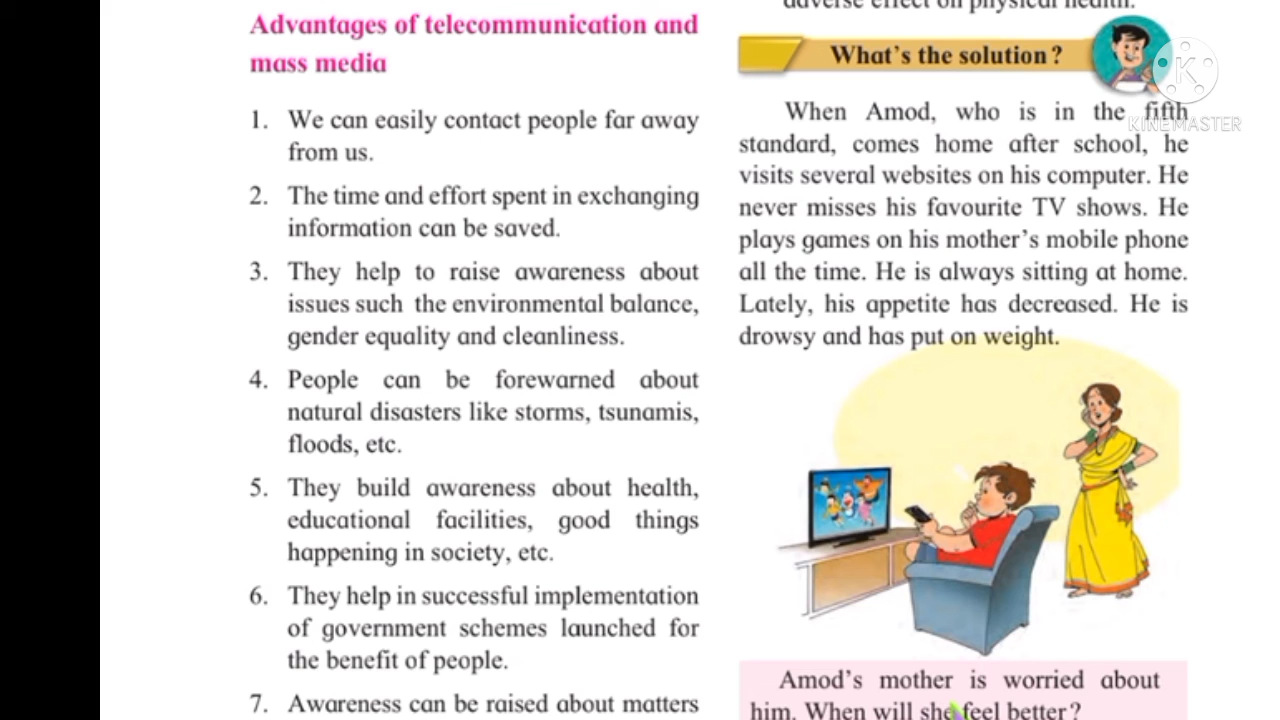 Advantages of telecommunication and
mass media
1. We can easily contact people far away
from us.
2. The time and effort spent in exchanging
information can be saved.
3. They help to raise awareness about
issues such the environmental balance,
gender equality and cleanliness.
4. People can be forewarned about
natural disasters like storms, tsunamis,
floods, etc.
5. They build awareness about health,
educational facilities, good things
happening in society, etc.
6. They help in successful implementation
of government schemes launched for
the benefit of people.
7. Awareness can be raised about matters
adverse effect on physical health.
What's the solution?
KINEMASTER
When Amod, who is in the fifth
standard, comes home after school, he
visits several websites on his computer. He
never misses his favourite TV shows. He
plays games on his mother's mobile phone
all the time. He is always sitting at home.
Lately, his appetite has decreased. He is
drowsy and has put on weight.
Amod's mother is worried about
him. When will she feel better?